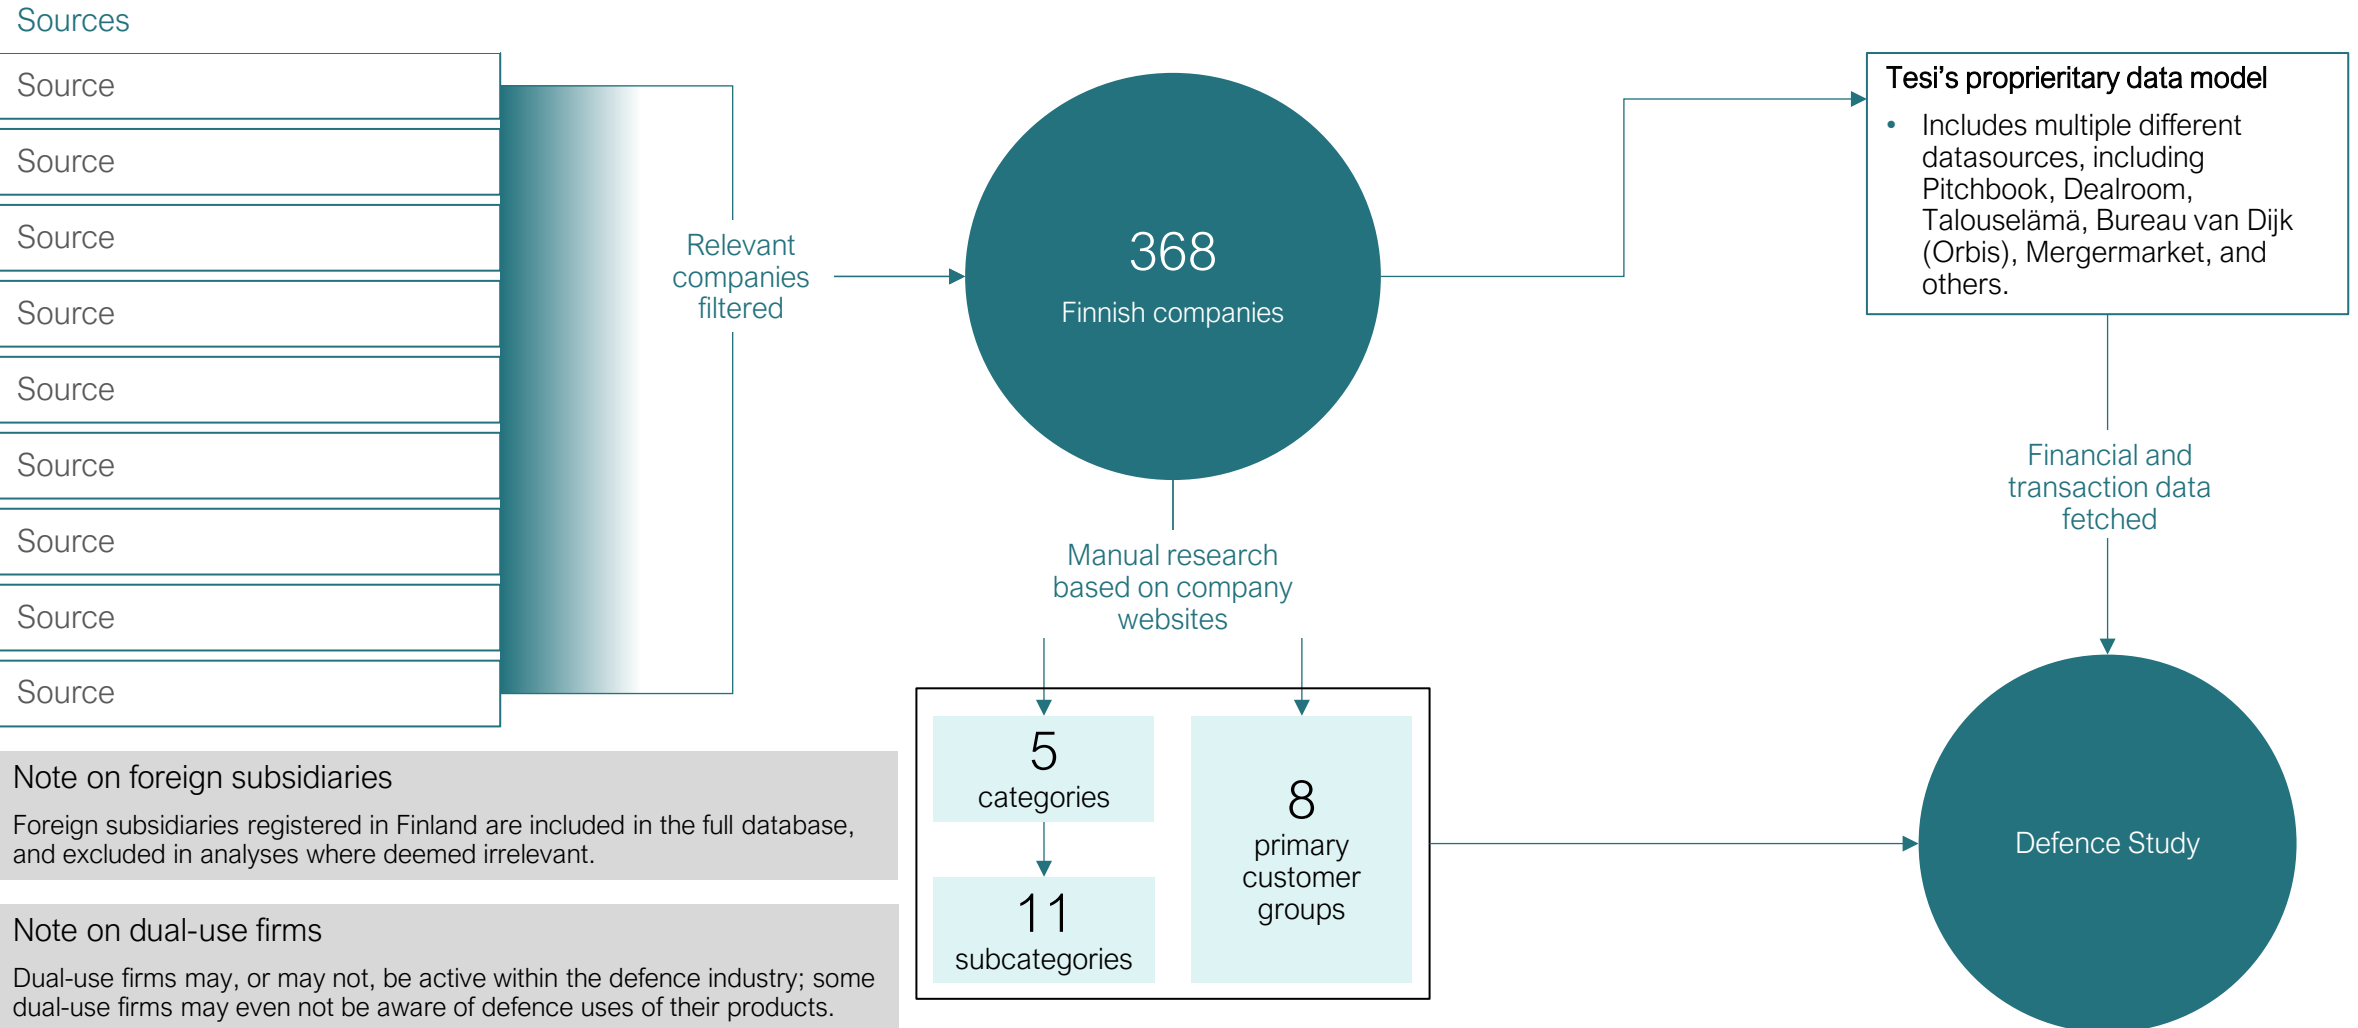 Sources
Source
Source
Source
Source
Source
Source
Source
Source
Source
Relevant
companies
filtered
368
Finnish companies
Tesi's proprieritary data model
• Includes multiple different
datasources, including
Pitchbook, Dealroom,
Talouselämä, Bureau van Dijk
(Orbis), Mergermarket, and
others.
Financial and
transaction data
fetched
Manual research
based on company
websites
5
categories
11
subcategories
8
primary
customer
groups
Defence Study
Note on foreign subsidiaries
Foreign subsidiaries registered in Finland are included in the full database,
and excluded in analyses where deemed irrelevant.
Note on dual-use firms
Dual-use firms may, or may not, be active within the defence industry; some
dual-use firms may even not be aware of defence uses of their products.